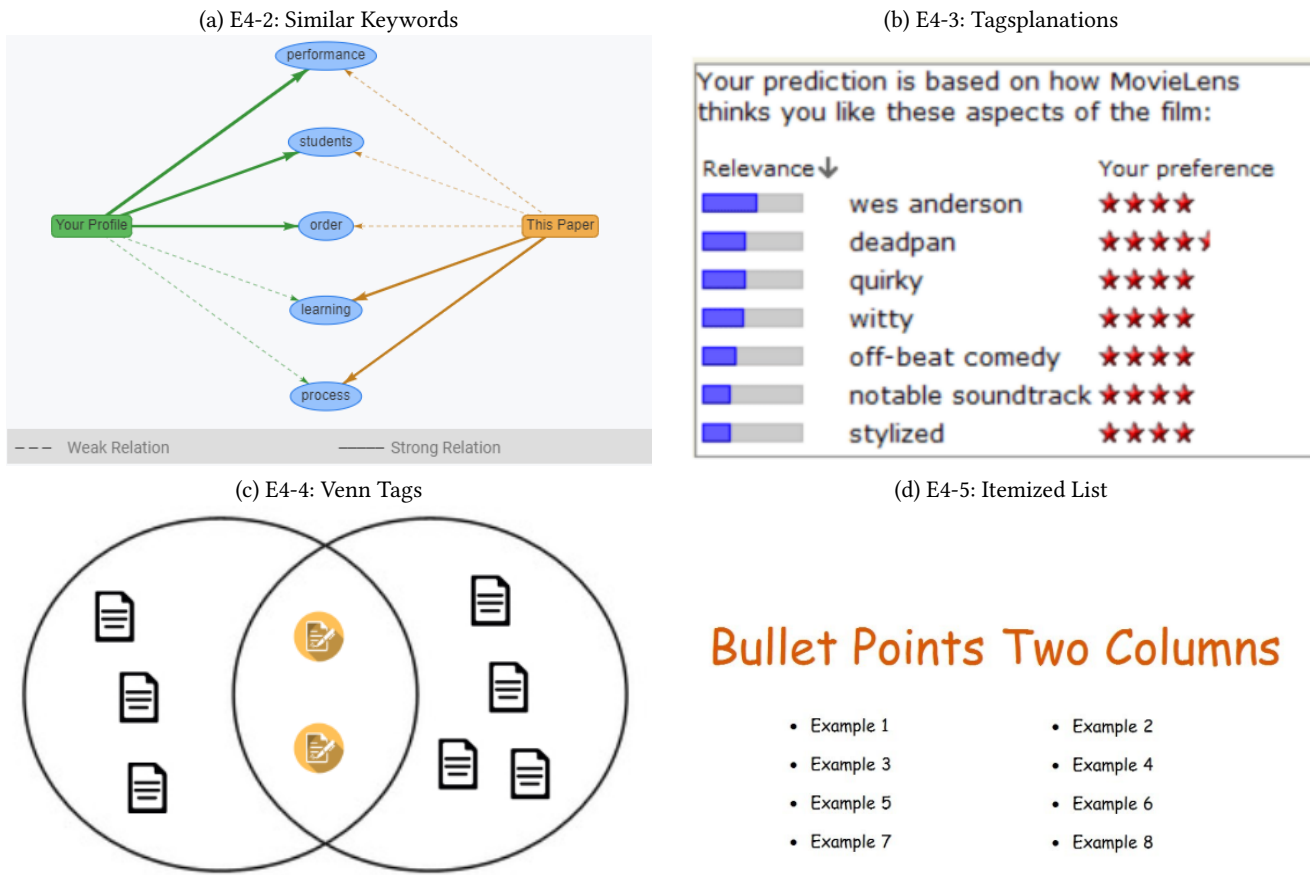 (a) E4-2: Similar Keywords
performance
students
Your Profile
order
This Paper
learning
process
Weak Relation
Strong Relation
(b) E4-3: Tagsplanations
Your prediction is based on how MovieLens
thinks you like these aspects of the film:
Relevance Your preference
wes anderson
deadpan
quirky
witty
off-beat comedy
notable soundtrack
stylized
(c) E4-4: Venn Tags
(d) E4-5: Itemized List
Bullet Points Two Columns
• Example 1 • Example 2
• Example 3 • Example 4
• Example 5 • Example 6
• Example 7 • Example 8